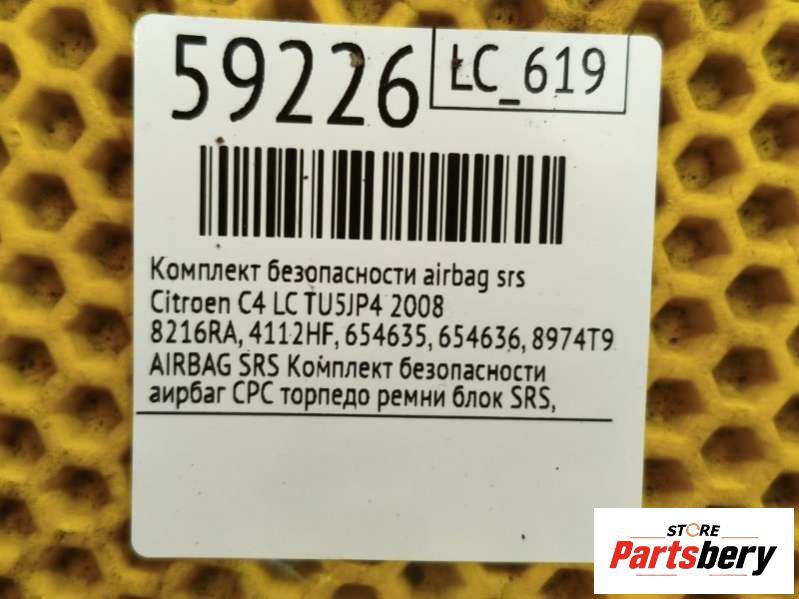 59226
LC_619
Комплект безопасности airbag srs
Citroen C4 LC TU5JP4 2008
8216RA, 4112HF, 654635, 654636, 8974T9
AIRBAG SRS Комплект безопасности
аирбаг СРС торпедо ремни блок SRS,
STORE
Partsbery